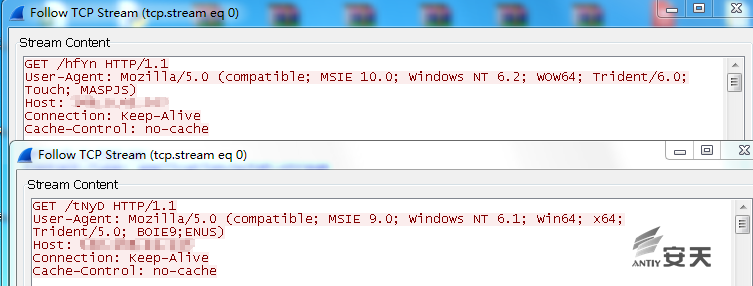 Follow TCP Stream (tcp.stream eq 0)
Stream Content
GET /hfYn HTTP/1.1
User-Agent: Mozilla/5.0 (compatible; MSIE 10.0; Windows NT 6.2; WOW64; Trident/6.0;
Touch; MASPJS)
Host:
Connection: Keep-Alive
Cache-Control: no-cache
Follow TCP Stream (tcp.stream eq 0)
Stream Content
GET /tNyD HTTP/1.1
User-Agent: Mozilla/5.0 (compatible; MSIE 9.0; Windows NT 6.1; Win64; x64;
Trident/5.0; BOIE9;ENUS)
Host:
Connection: Keep-Alive
Cache-Control: no-cache
ANTIY 安天